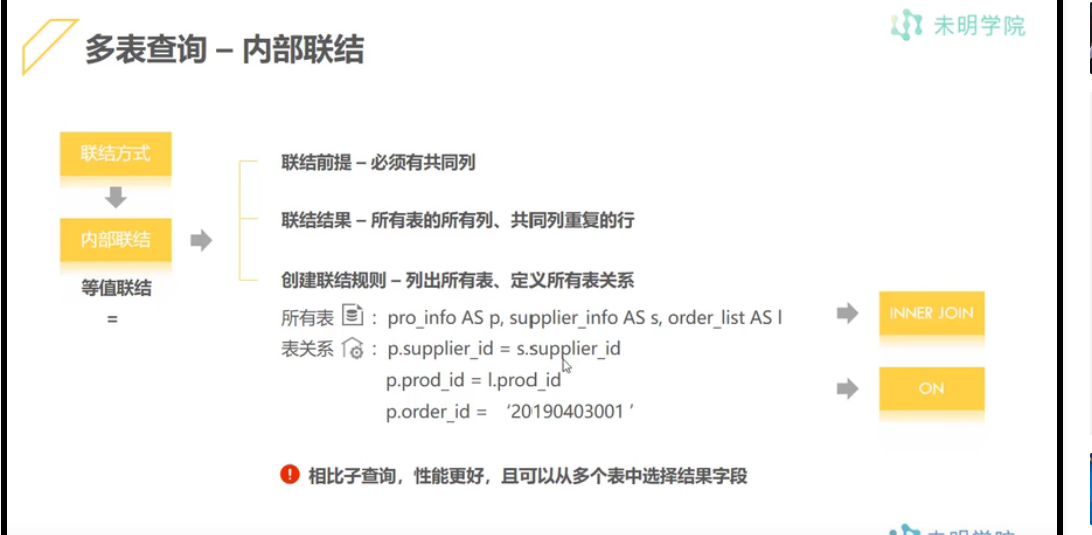 多表查询 – 内部联结
未明学院
联结方式
内部联结
等值联结
=
联结前提 – 必须有共同列
联结结果 – 所有表的所有列、共同列重复的行
创建联结规则 – 列出所有表、定义所有表关系
所有表 : pro_info AS p, supplier_info AS s, order_list AS l
表关系 : p.supplier_id = s.supplier_id
p.prod_id = l.prod_id
p.order_id = ‘20190403001’
INNER JOIN
ON
! 相比子查询，性能更好，且可以从多个表中选择结果字段
未明学院